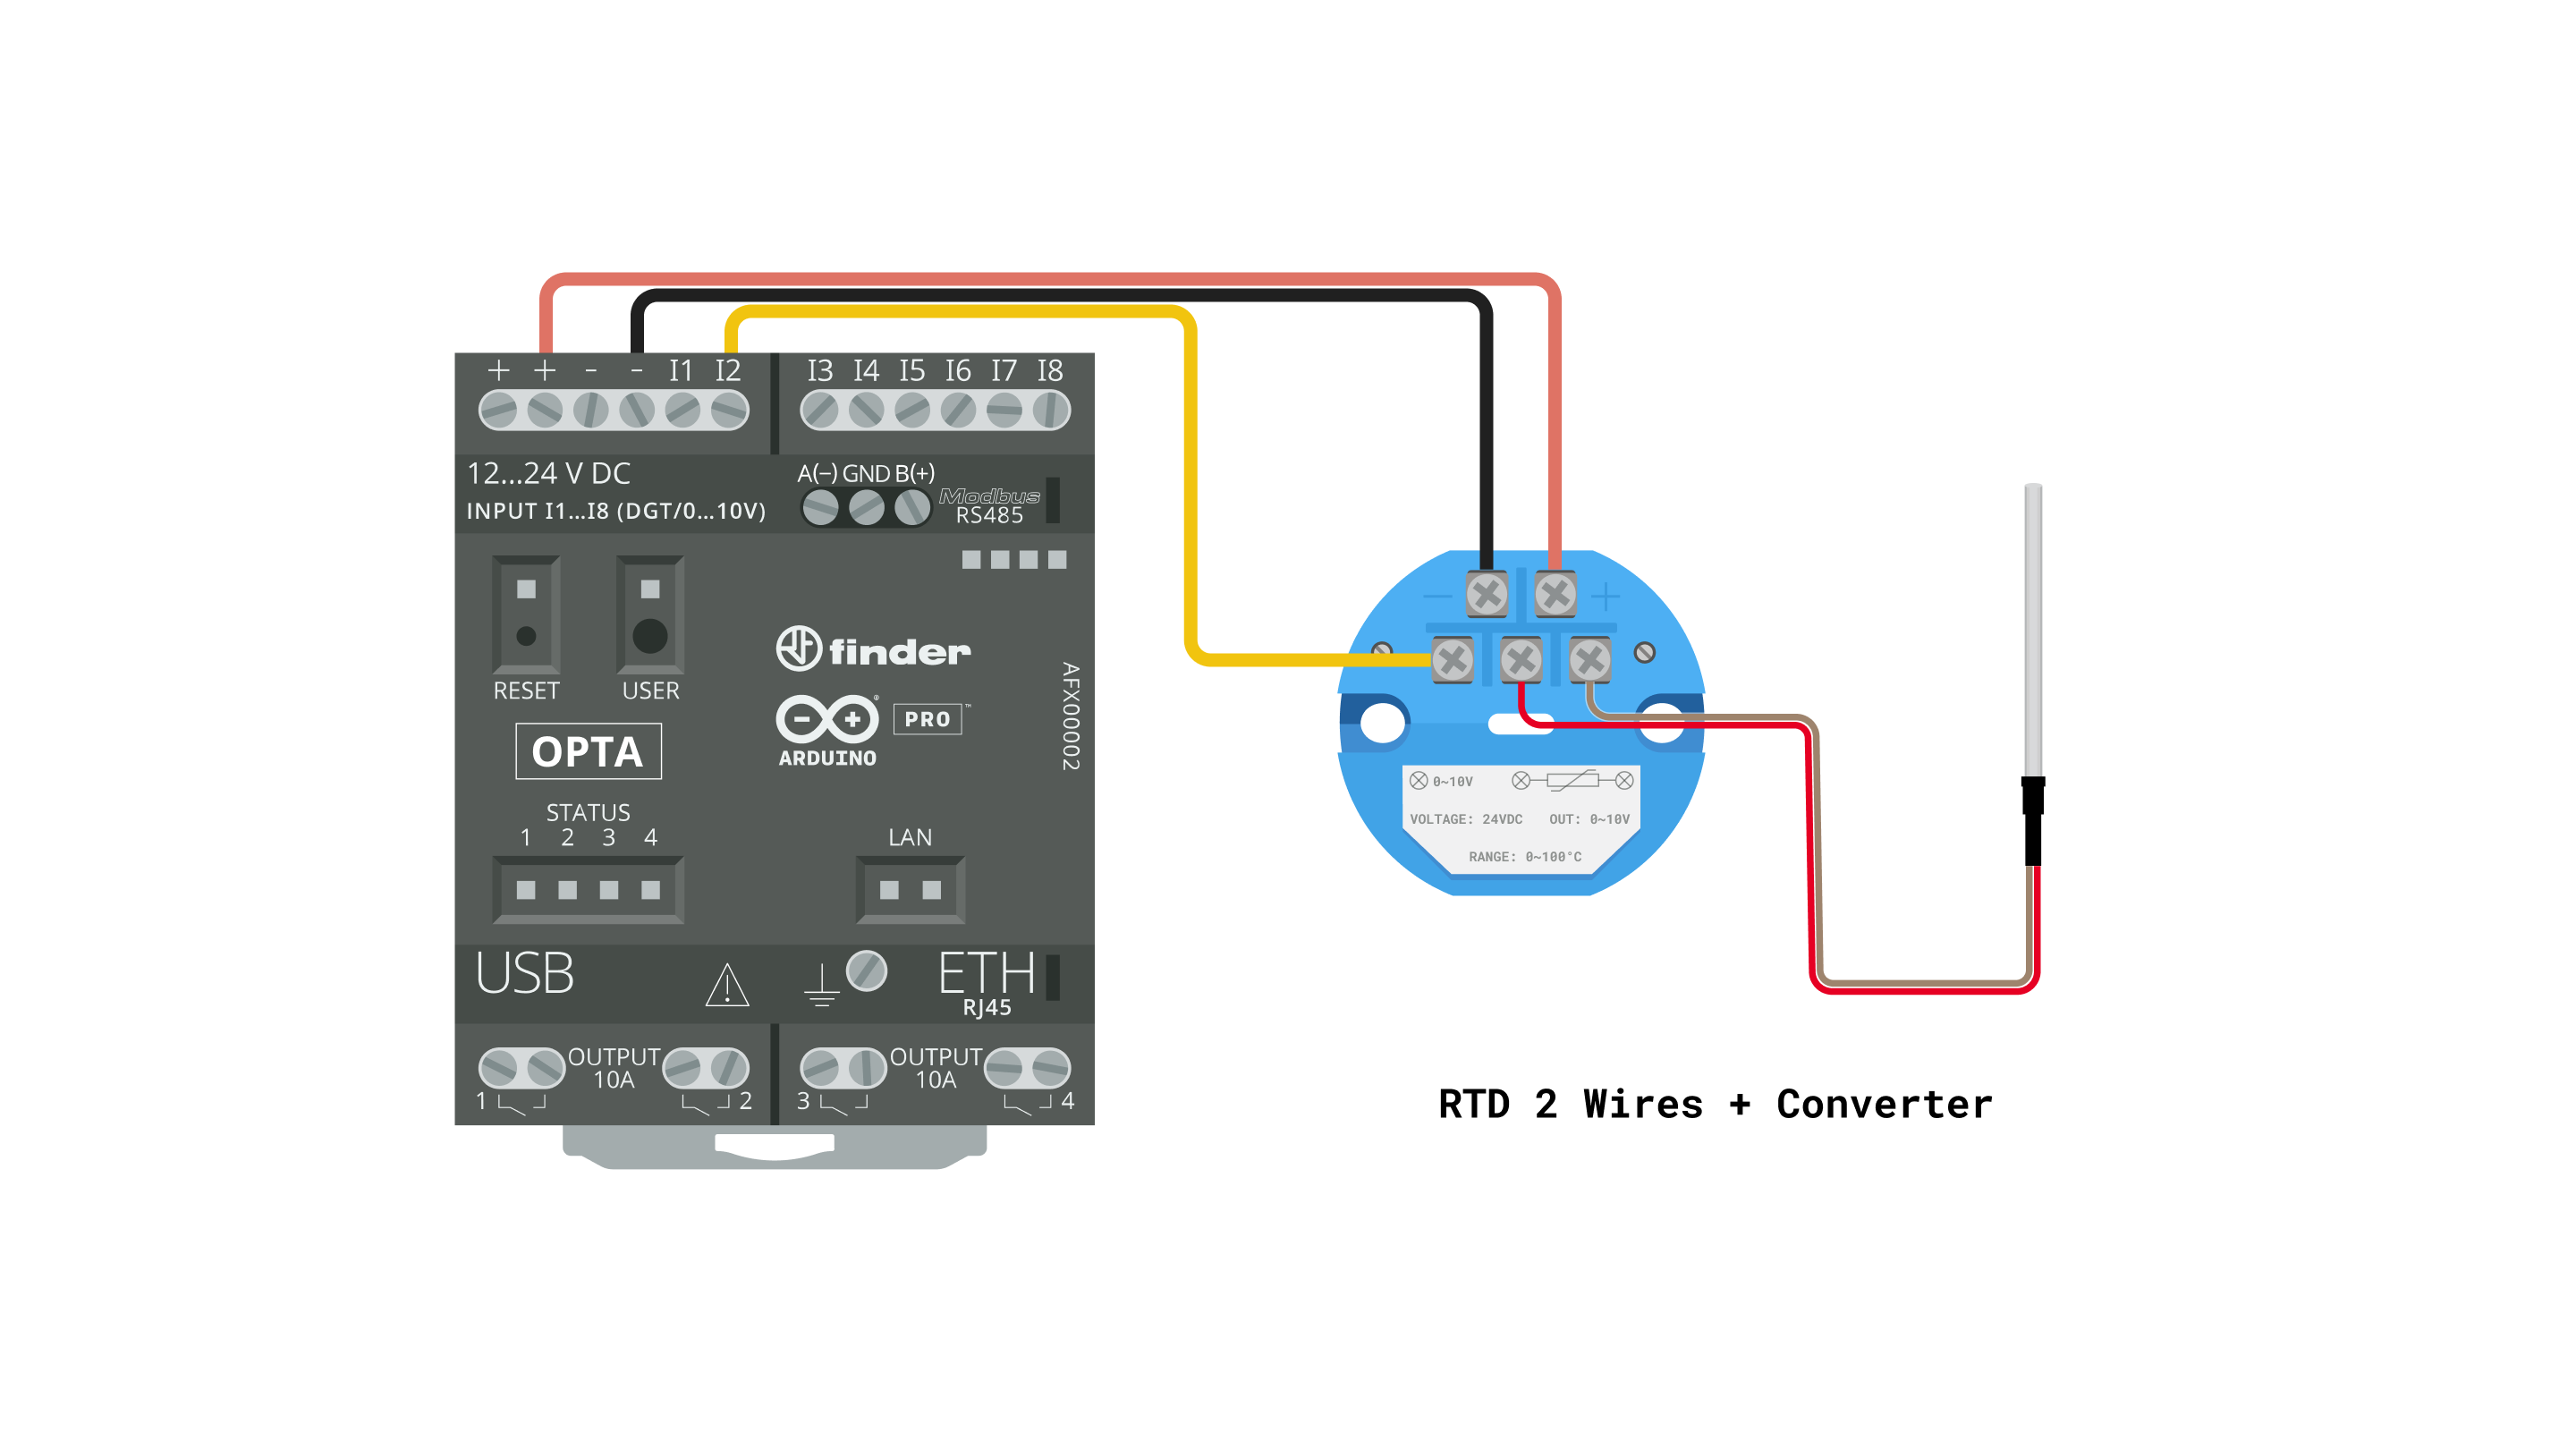 + + - - I1 I2 I3 I4 I5 I6 I7 I8
12...24 V DC
INPUT I1...I8 (DGT/0...10V)
A(−) GND B(+)
Modbus
RS485
RESET USER
finder
OPTA
ARDUINO
® PRO ™
AFX00002
STATUS
1 2 3 4
LAN
USB
ETH
RJ45
OUTPUT
10A
1 2
OUTPUT
10A
3 4
− +
0~10V
VOLTAGE: 24VDC OUT: 0~10V
RANGE: 0~100°C
RTD 2 Wires + Converter